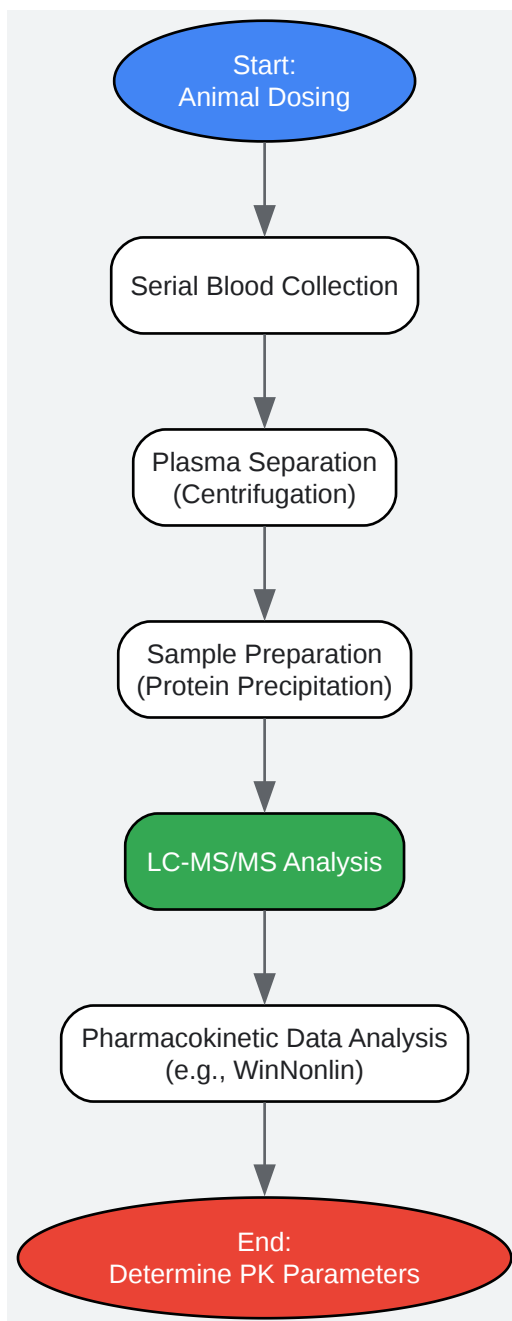 Start:
Animal Dosing
Serial Blood Collection
Plasma Separation
(Centrifugation)
Sample Preparation
(Protein Precipitation)
LC-MS/MS Analysis
Pharmacokinetic Data Analysis
(e.g., WinNonlin)
End:
Determine PK Parameters